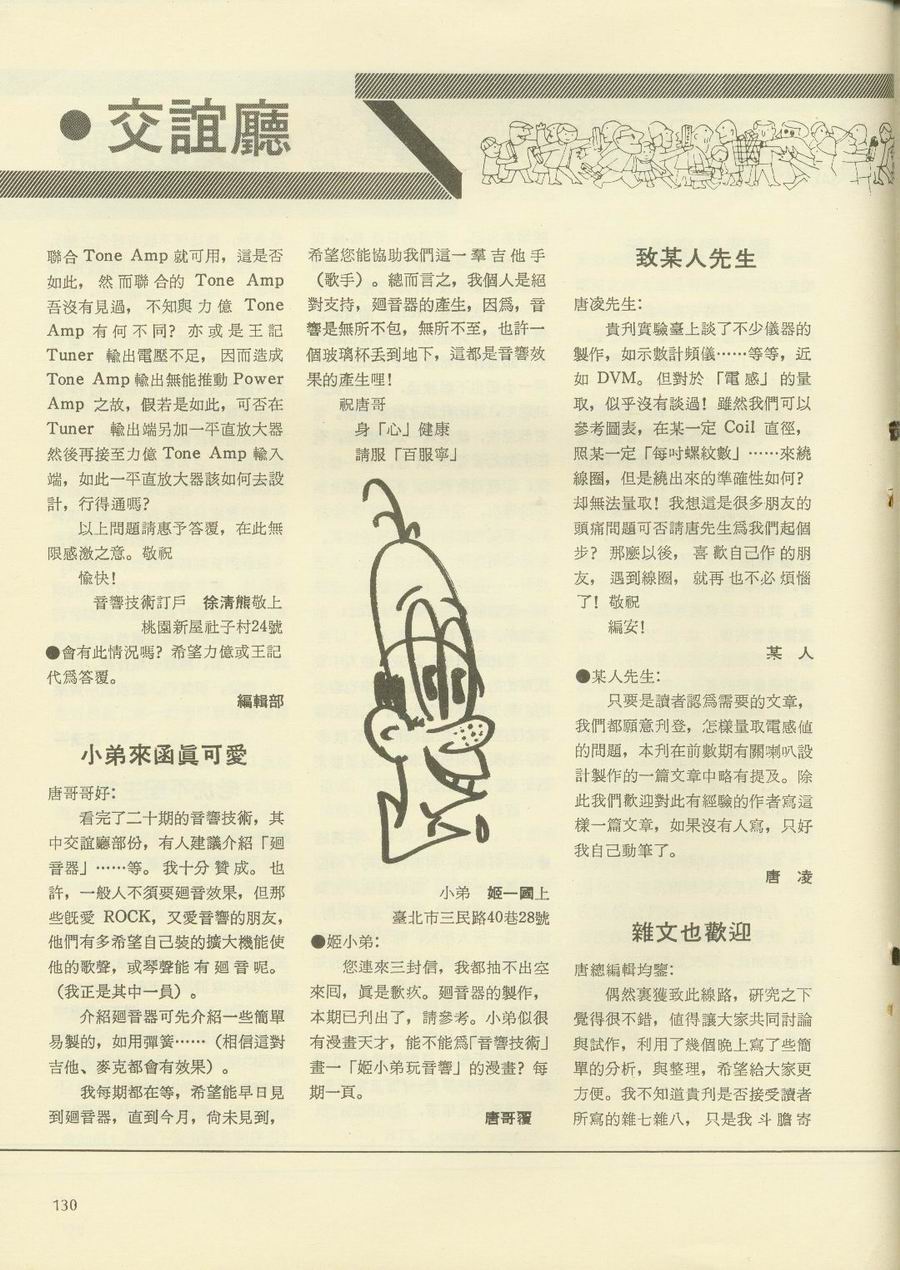 ●交誼廳
聯合 Tone Amp 就可用，這是否
如此，然而聯合的 Tone Amp
吾沒有見過，不知與力億 Tone
Amp 有何不同？亦或是王記
Tuner 輸出電壓不足，因而造成
Tone Amp 輸出無能推動 Power
Amp 之故，假若是如此，可否在
Tuner 輸出端另加一平直放大器
然後再接至力億 Tone Amp 輸入
端，如此一平直放大器該如何去設
計，行得通嗎？
以上問題請惠予答覆，在此無
限感激之意。敬祝
愉快！
音響技術訂戶　徐清熊敬上
桃園新屋社子村24號
●會有此情況嗎？希望力億或王記
代爲答覆。
編輯部
小弟來函眞可愛
唐哥哥好：
看完了二十期的音響技術，其
中交誼廳部份，有人建議介紹「廻
音器」……等。我十分贊成。也
許，一般人不須要廻音效果，但那
些旣愛 ROCK，又愛音響的朋友，
他們有多希望自己裝的擴大機能使
他的歌聲，或琴聲能有廻音呢。
（我正是其中一員）。
介紹廻音器可先介紹一些簡單
易製的，如用彈簧……（相信這對
吉他、麥克都會有效果）。
我每期都在等，希望能早日見
到廻音器，直到今月，尙未見到，
希望您能協助我們這一羣吉他手
（歌手）。總而言之，我個人是絕
對支持，廻音器的產生，因爲，音
響是無所不包，無所不至，也許一
個玻璃杯丢到地下，這都是音響效
果的產生哩！
祝唐哥
身「心」健康
請服「百服寧」
小弟　姬一國上
臺北市三民路40巷28號
●姬小弟：
您連來三封信，我都抽不出空
來囘，眞是歉疚。廻音器的製作，
本期已刋出了，請參考。小弟似很
有漫畫天才，能不能爲「音響技術」
畫一「姬小弟玩音響」的漫畫？每
期一頁。
唐哥覆
致某人先生
唐凌先生：
貴刋實驗臺上談了不少儀器的
製作，如示數計頻儀……等等，近
如 DVM。但對於「電感」的量
取，似乎沒有談過！雖然我們可以
參考圖表，在某一定 Coil 直徑，
照某一定「每吋螺紋數」……來繞
線圈，但是繞出來的準確性如何？
却無法量取！我想這是很多朋友的
頭痛問題可否請唐先生爲我們起個
步？那麼以後，喜歡自己作的朋
友，遇到線圈，就再也不必煩惱
了！敬祝
編安！
某　人
●某人先生：
只要是讀者認爲需要的文章，
我們都願意刋登，怎樣量取電感値
的問題，本刋在前數期有關喇叭設
計製作的一篇文章中略有提及。除
此我們歡迎對此有經驗的作者寫這
樣一篇文章，如果沒有人寫，只好
我自己動筆了。
唐　凌
雜文也歡迎
唐總編輯均鑒：
偶然裏獲致此線路，研究之下
覺得很不錯，値得讓大家共同討論
與試作，利用了幾個晚上寫了些簡
單的分析，與整理，希望給大家更
方便。我不知道貴刋是否接受讀者
所寫的雜七雜八，只是我斗膽寄
130